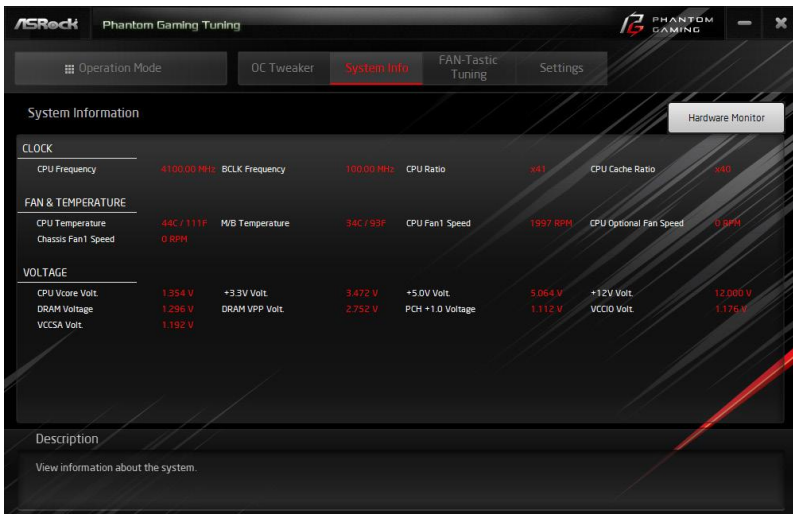 ASRock Phantom Gaming Tuning PHANTOM GAMING
Operation Mode OC Tweaker System Info FAN-Tastic Tuning Settings
System Information Hardware Monitor
CLOCK
CPU Frequency 4100.00 MHz BCLK Frequency 100.00 MHz CPU Ratio x41 CPU Cache Ratio x40
FAN & TEMPERATURE
CPU Temperature 44C / 111F M/B Temperature 34C / 93F CPU Fan1 Speed 1997 RPM CPU Optional Fan Speed 0 RPM
Chassis Fan1 Speed 0 RPM
VOLTAGE
CPU Vcore Volt. 1.354 V +3.3V Volt. 3.472 V +5.0V Volt. 5.064 V +12V Volt. 12.000 V
DRAM Voltage 1.296 V DRAM VPP Volt. 2.752 V PCH +1.0 Voltage 1.112 V VCCIO Volt. 1.176 V
VCCSA Volt. 1.192 V
Description
View information about the system.